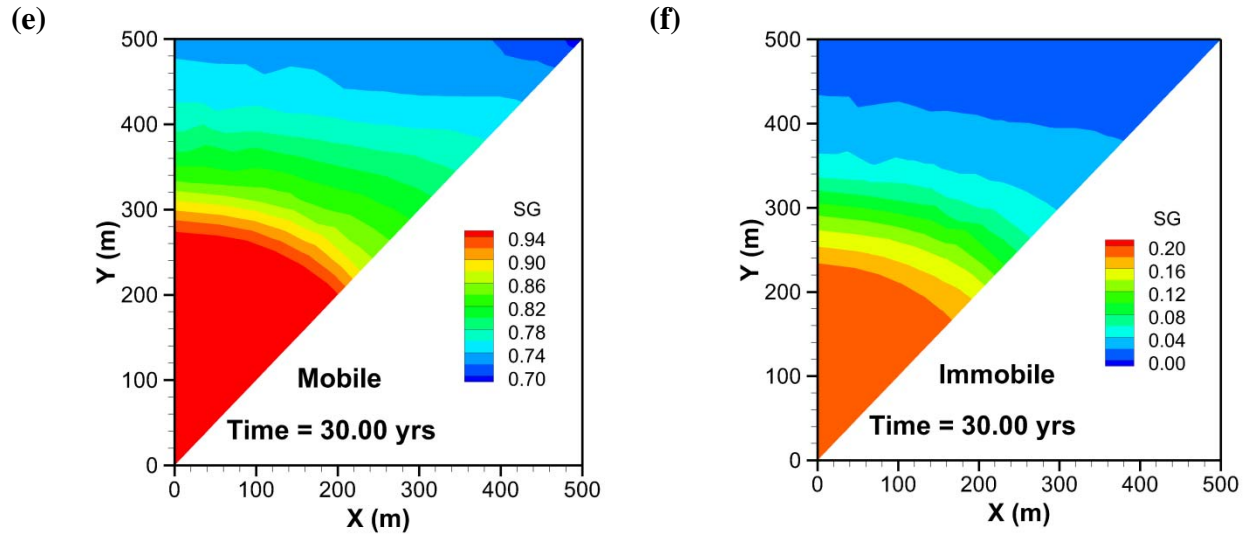 (e)
500
400
300
200
100
0
Y (m)
SG
0.94
0.90
0.86
0.82
0.78
0.74
0.70
Mobile
Time = 30.00 yrs
0 100 200 300 400 500
X (m)
(f)
500
400
300
200
100
0
Y (m)
SG
0.20
0.16
0.12
0.08
0.04
0.00
Immobile
Time = 30.00 yrs
0 100 200 300 400 500
X (m)